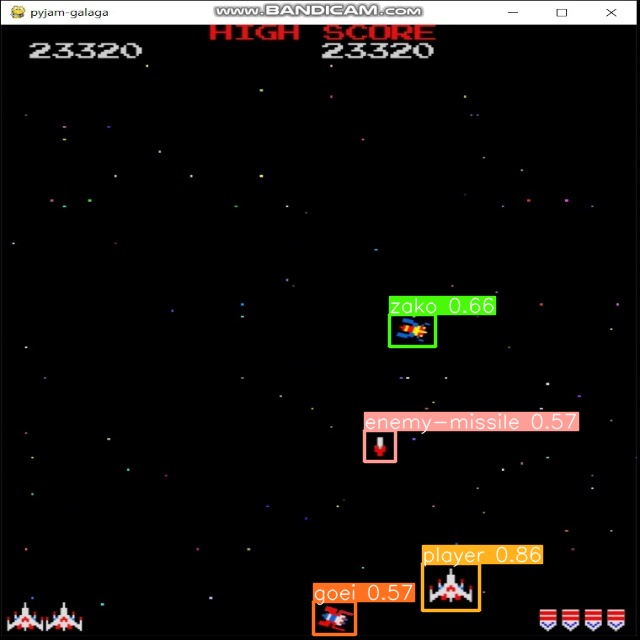 pyjam-galaga
www.BANDICAM.com
HIGH SCORE
23320
23320
zako 0.66
enemy-missile 0.57
player 0.86
goei 0.57